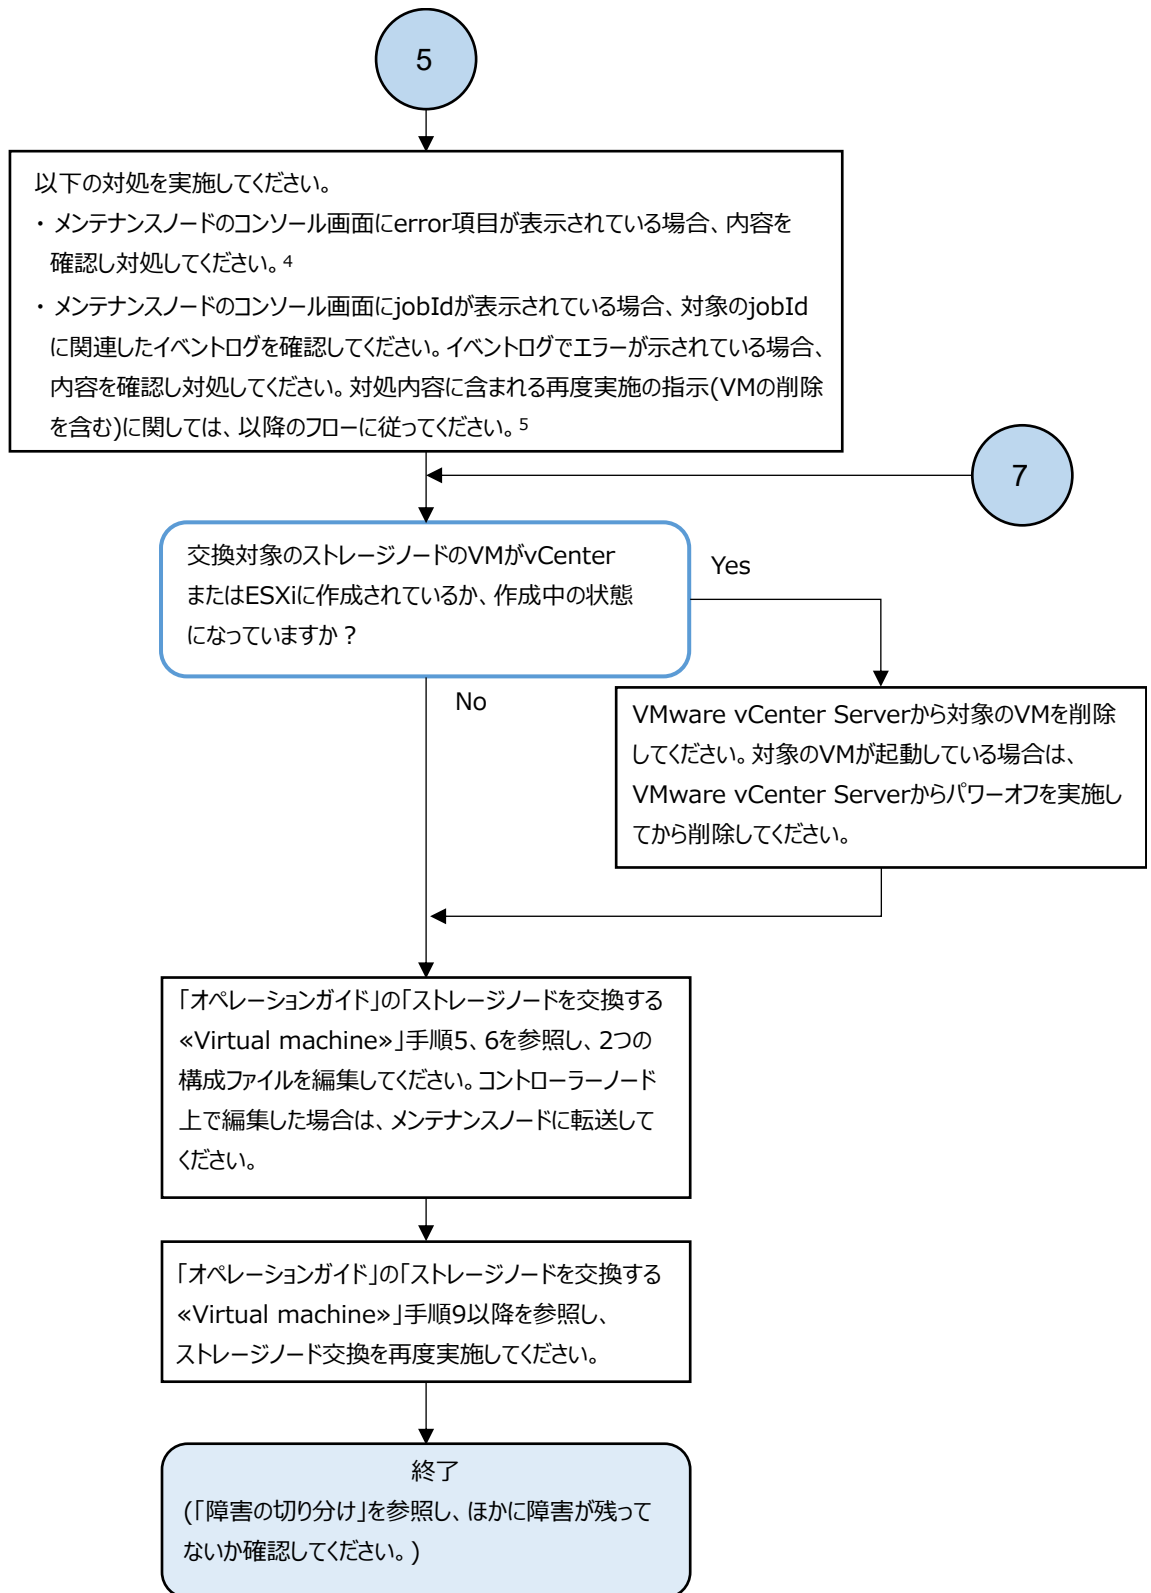 5
以下の対処を実施してください。
・ メンテナンスノードのコンソール画面にerror項目が表示されている場合、内容を
確認し対処してください。4
・ メンテナンスノードのコンソール画面にjobIdが表示されている場合、対象のjobId
に関連したイベントログを確認してください。イベントログでエラーが示されている場合、
内容を確認し対処してください。対処内容に含まれる再度実施の指示(VMの削除
を含む)に関しては、以降のフローに従ってください。5
7
交換対象のストレージノードのVMがvCenter
またはESXiに作成されているか、作成中の状態
になっていますか？
Yes
No
VMware vCenter Serverから対象のVMを削除
してください。対象のVMが起動している場合は、
VMware vCenter Serverからパワーオフを実施し
てから削除してください。
「オペレーションガイド」の「ストレージノードを交換する
«Virtual machine»」手順5、6を参照し、2つの
構成ファイルを編集してください。コントローラーノード
上で編集した場合は、メンテナンスノードに転送して
ください。
「オペレーションガイド」の「ストレージノードを交換する
«Virtual machine»」手順9以降を参照し、
ストレージノード交換を再度実施してください。
終了
(「障害の切り分け」を参照し、ほかに障害が残って
ないか確認してください。)